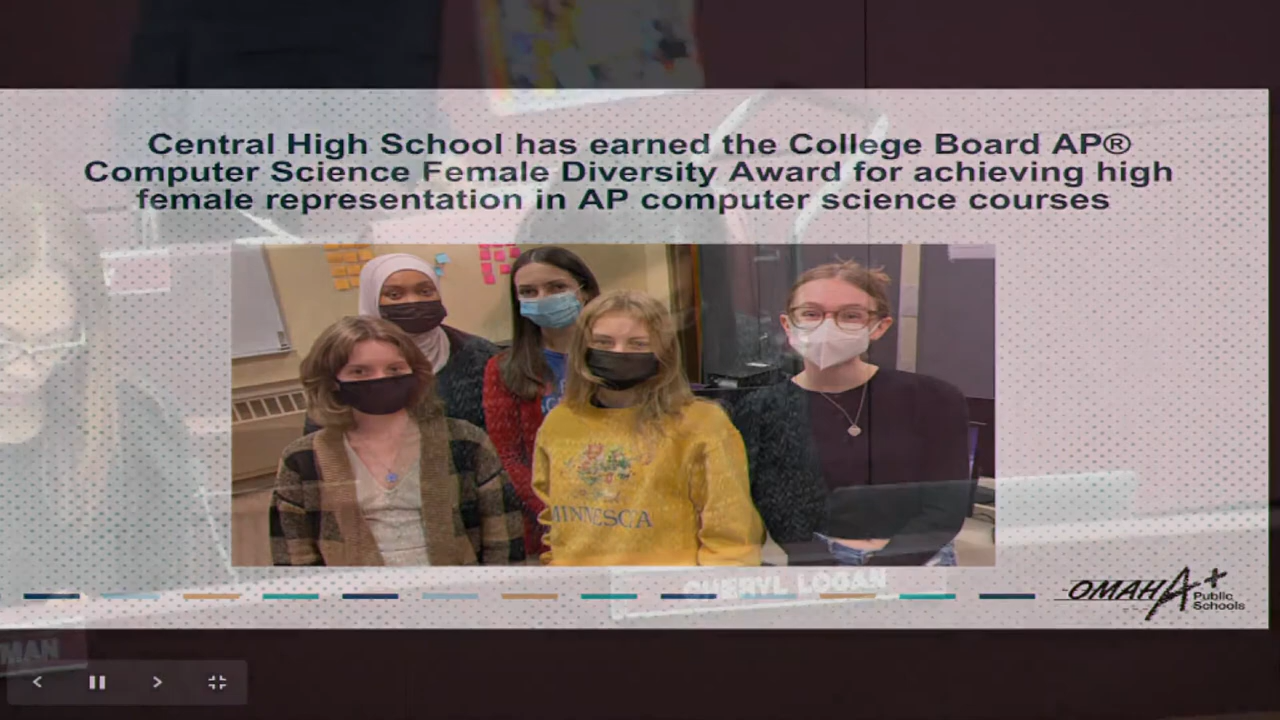 Central High School has earned the College Board AP®
Computer Science Female Diversity Award for achieving high
female representation in AP computer science courses
MINNESOTA
CHERYL LOGAN
OMAHA
Public
Schools
MAN